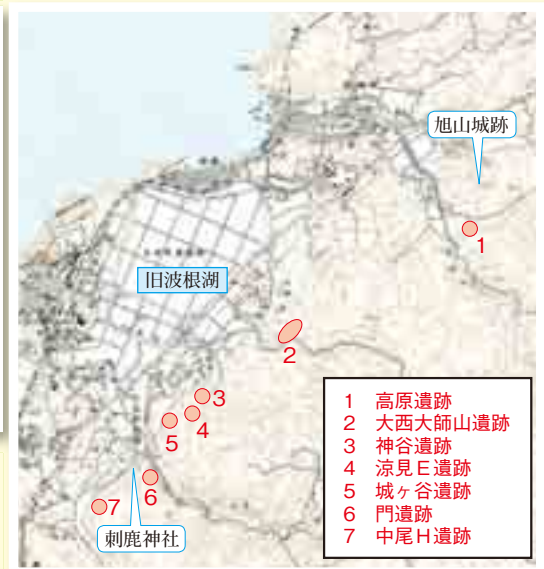 旭山城跡
1
旧波根湖
2
3
4
5
6
7
刺鹿神社
1 高原遺跡
2 大西大師山遺跡
3 神谷遺跡
4 涼見E遺跡
5 城ヶ谷遺跡
6 門遺跡
7 中尾H遺跡